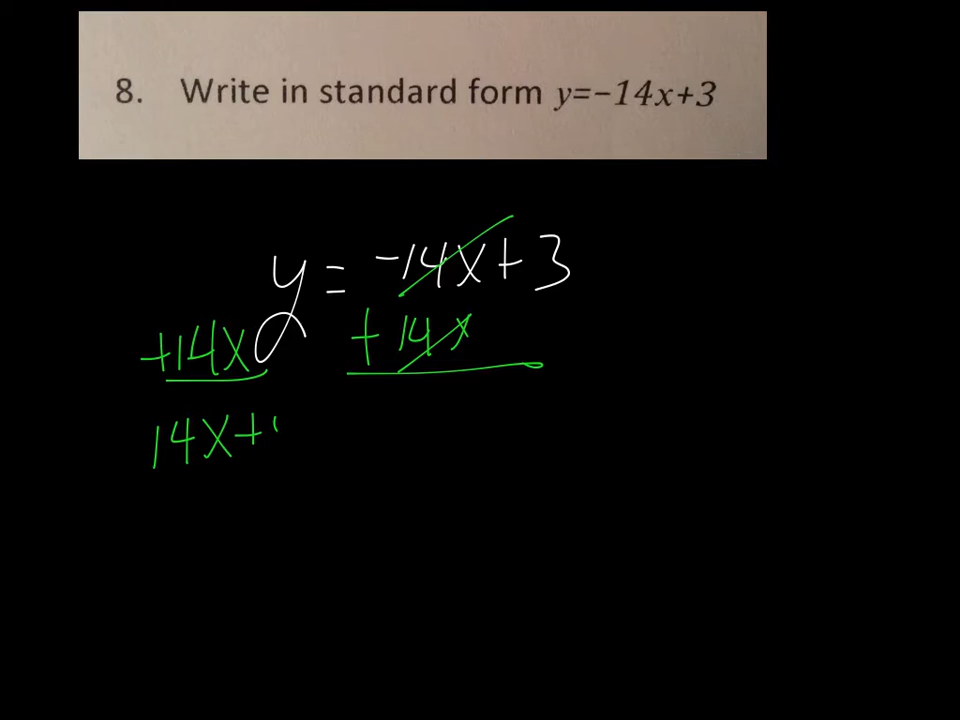 8. Write in standard form y=−14x+3
y = -14x + 3
+14x + 14x
14x+